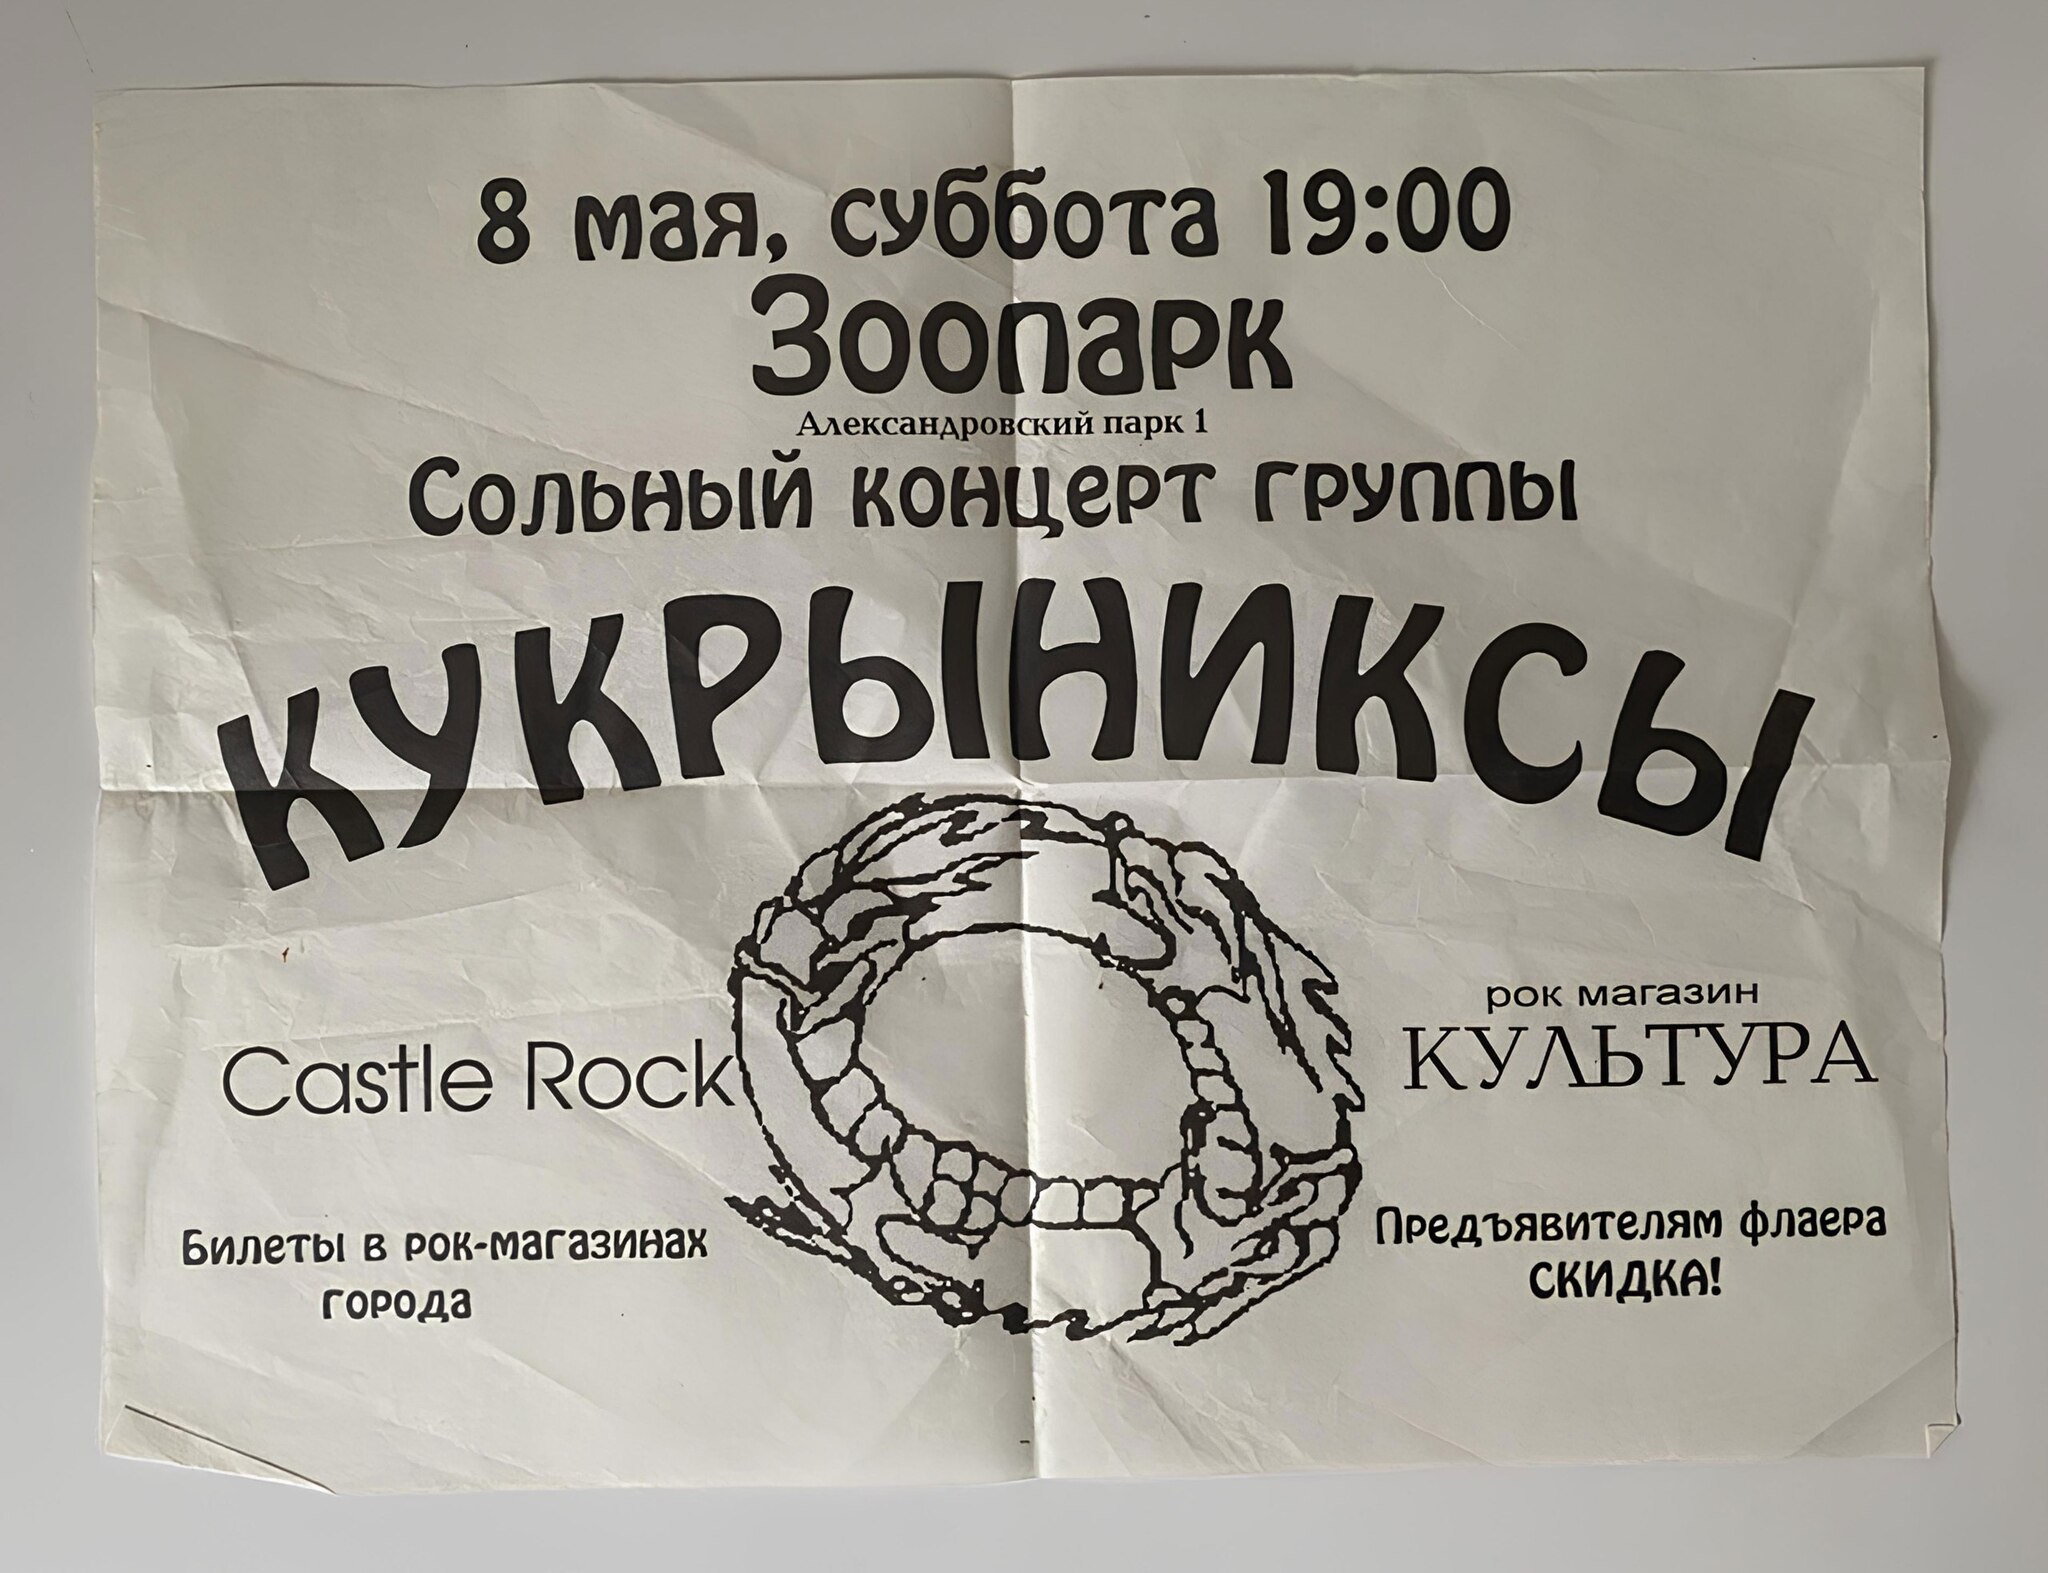 8 мая, суббота 19:00
Зоопарк
Александровский парк 1
Сольный концерт группы
КУКРЫНИКСЫ
Castle Rock
рок магазин
КУЛЬТУРА
Билеты в рок-магазинах
города
Предъявителям флаера
СКИДКА!